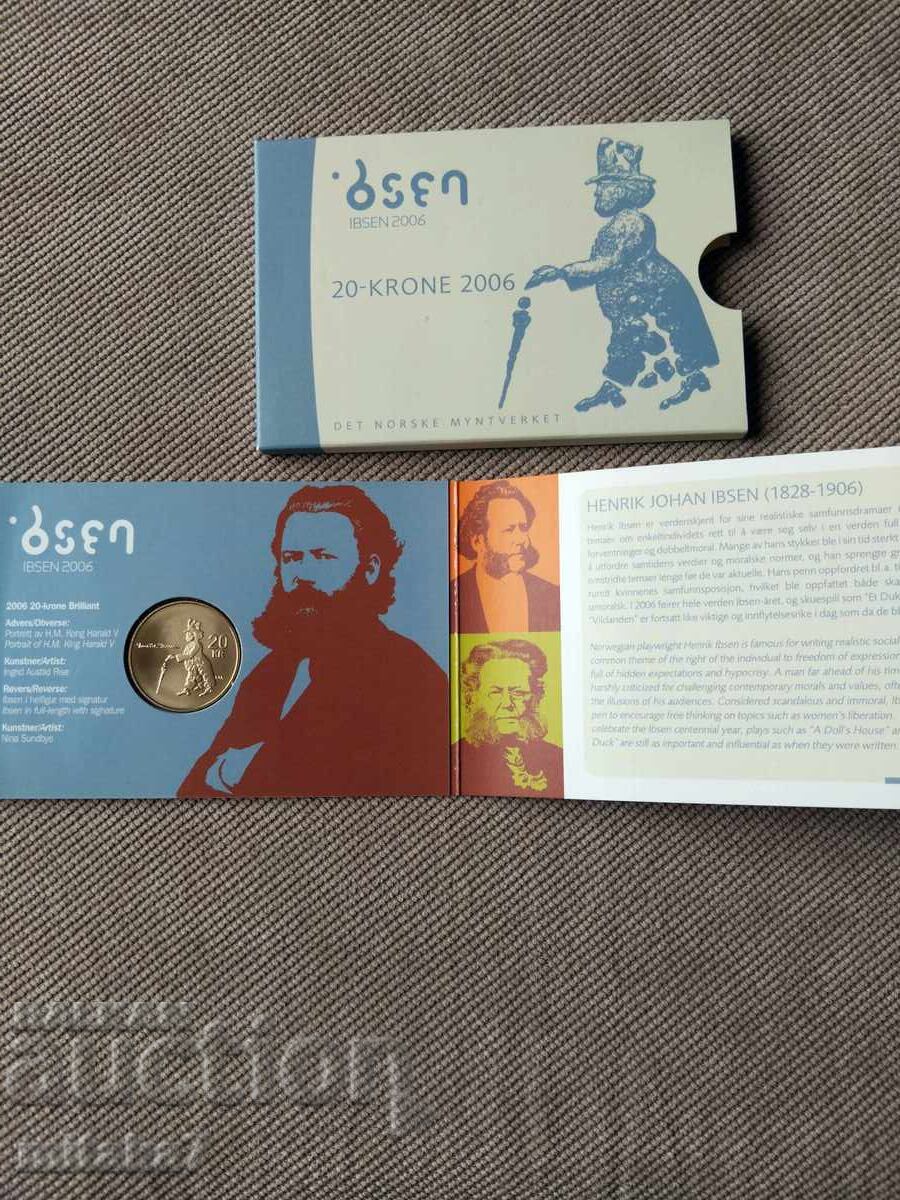 IBSEN 2006
20-KRONE 2006
DET NORSKE MYNTVERKET
IBSEN 2006
2006 20-krone Brilliant
Advers/Obverse:
Portrett av H.M. Kong Harald V
Portrait of H.M. King Harald V
Kunstner/Artist:
Ingrid Austlid Rise
Revers/Reverse:
Ibsen i helfigur med signatur
Ibsen in full-length with signature
Kunstner/Artist:
Nina Sundbye
20
KR
HENRIK JOHAN IBSEN (1828-1906)
Henrik Ibsen er verdenskjent for sine realistiske samfunnsdramaer
temaer om enkeltindividets rett til å være seg selv i en verden full
forventninger og dobbeltmoral. Mange av hans stykker ble i sin tid sterkt
å utfordre samtidens verdier og moralske normer, og han sprengte
omstridte temaer lenge før de var aktuelle. Hans penn oppfordret bl.a.
rundt kvinnenes samfunnsposisjon, hvilket ble oppfattet både
umoralsk. I 2006 feirer hele verden Ibsen-året, og skuespill som "Et
"Vildanden" er fortsatt like viktige og innflytelsesrike i dag som da de
Norwegian playwright Henrik Ibsen is famous for writing realistic social
common theme of the right of the individual to freedom of expression
full of hidden expectations and hypocrisy. A man far ahead of his time
harshly criticized for challenging contemporary morals and values,
the illusions of his audiences. Considered scandalous and immoral,
pen to encourage free thinking on topics such as women's liberation.
celebrate the Ibsen centennial year, plays such as "A Doll's House"
Duck" are still as important and influential as when they were written
BALKAN
auction
mitaka7